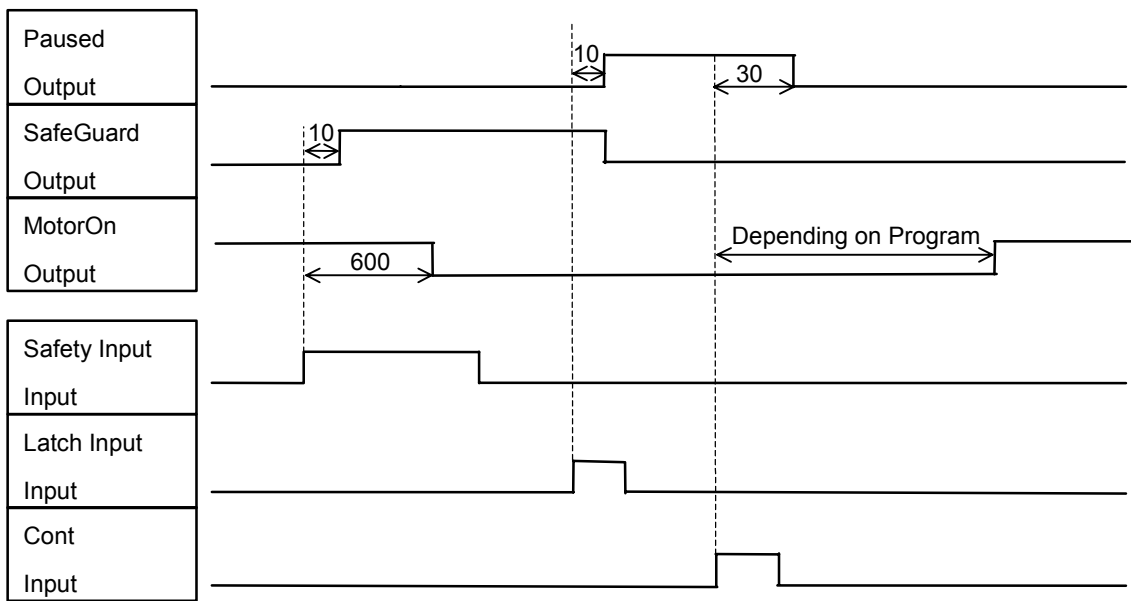 Paused
Output
10
30
SafeGuard
Output
10
MotorOn
Output
600
Depending on Program
Safety Input
Input
Latch Input
Input
Cont
Input